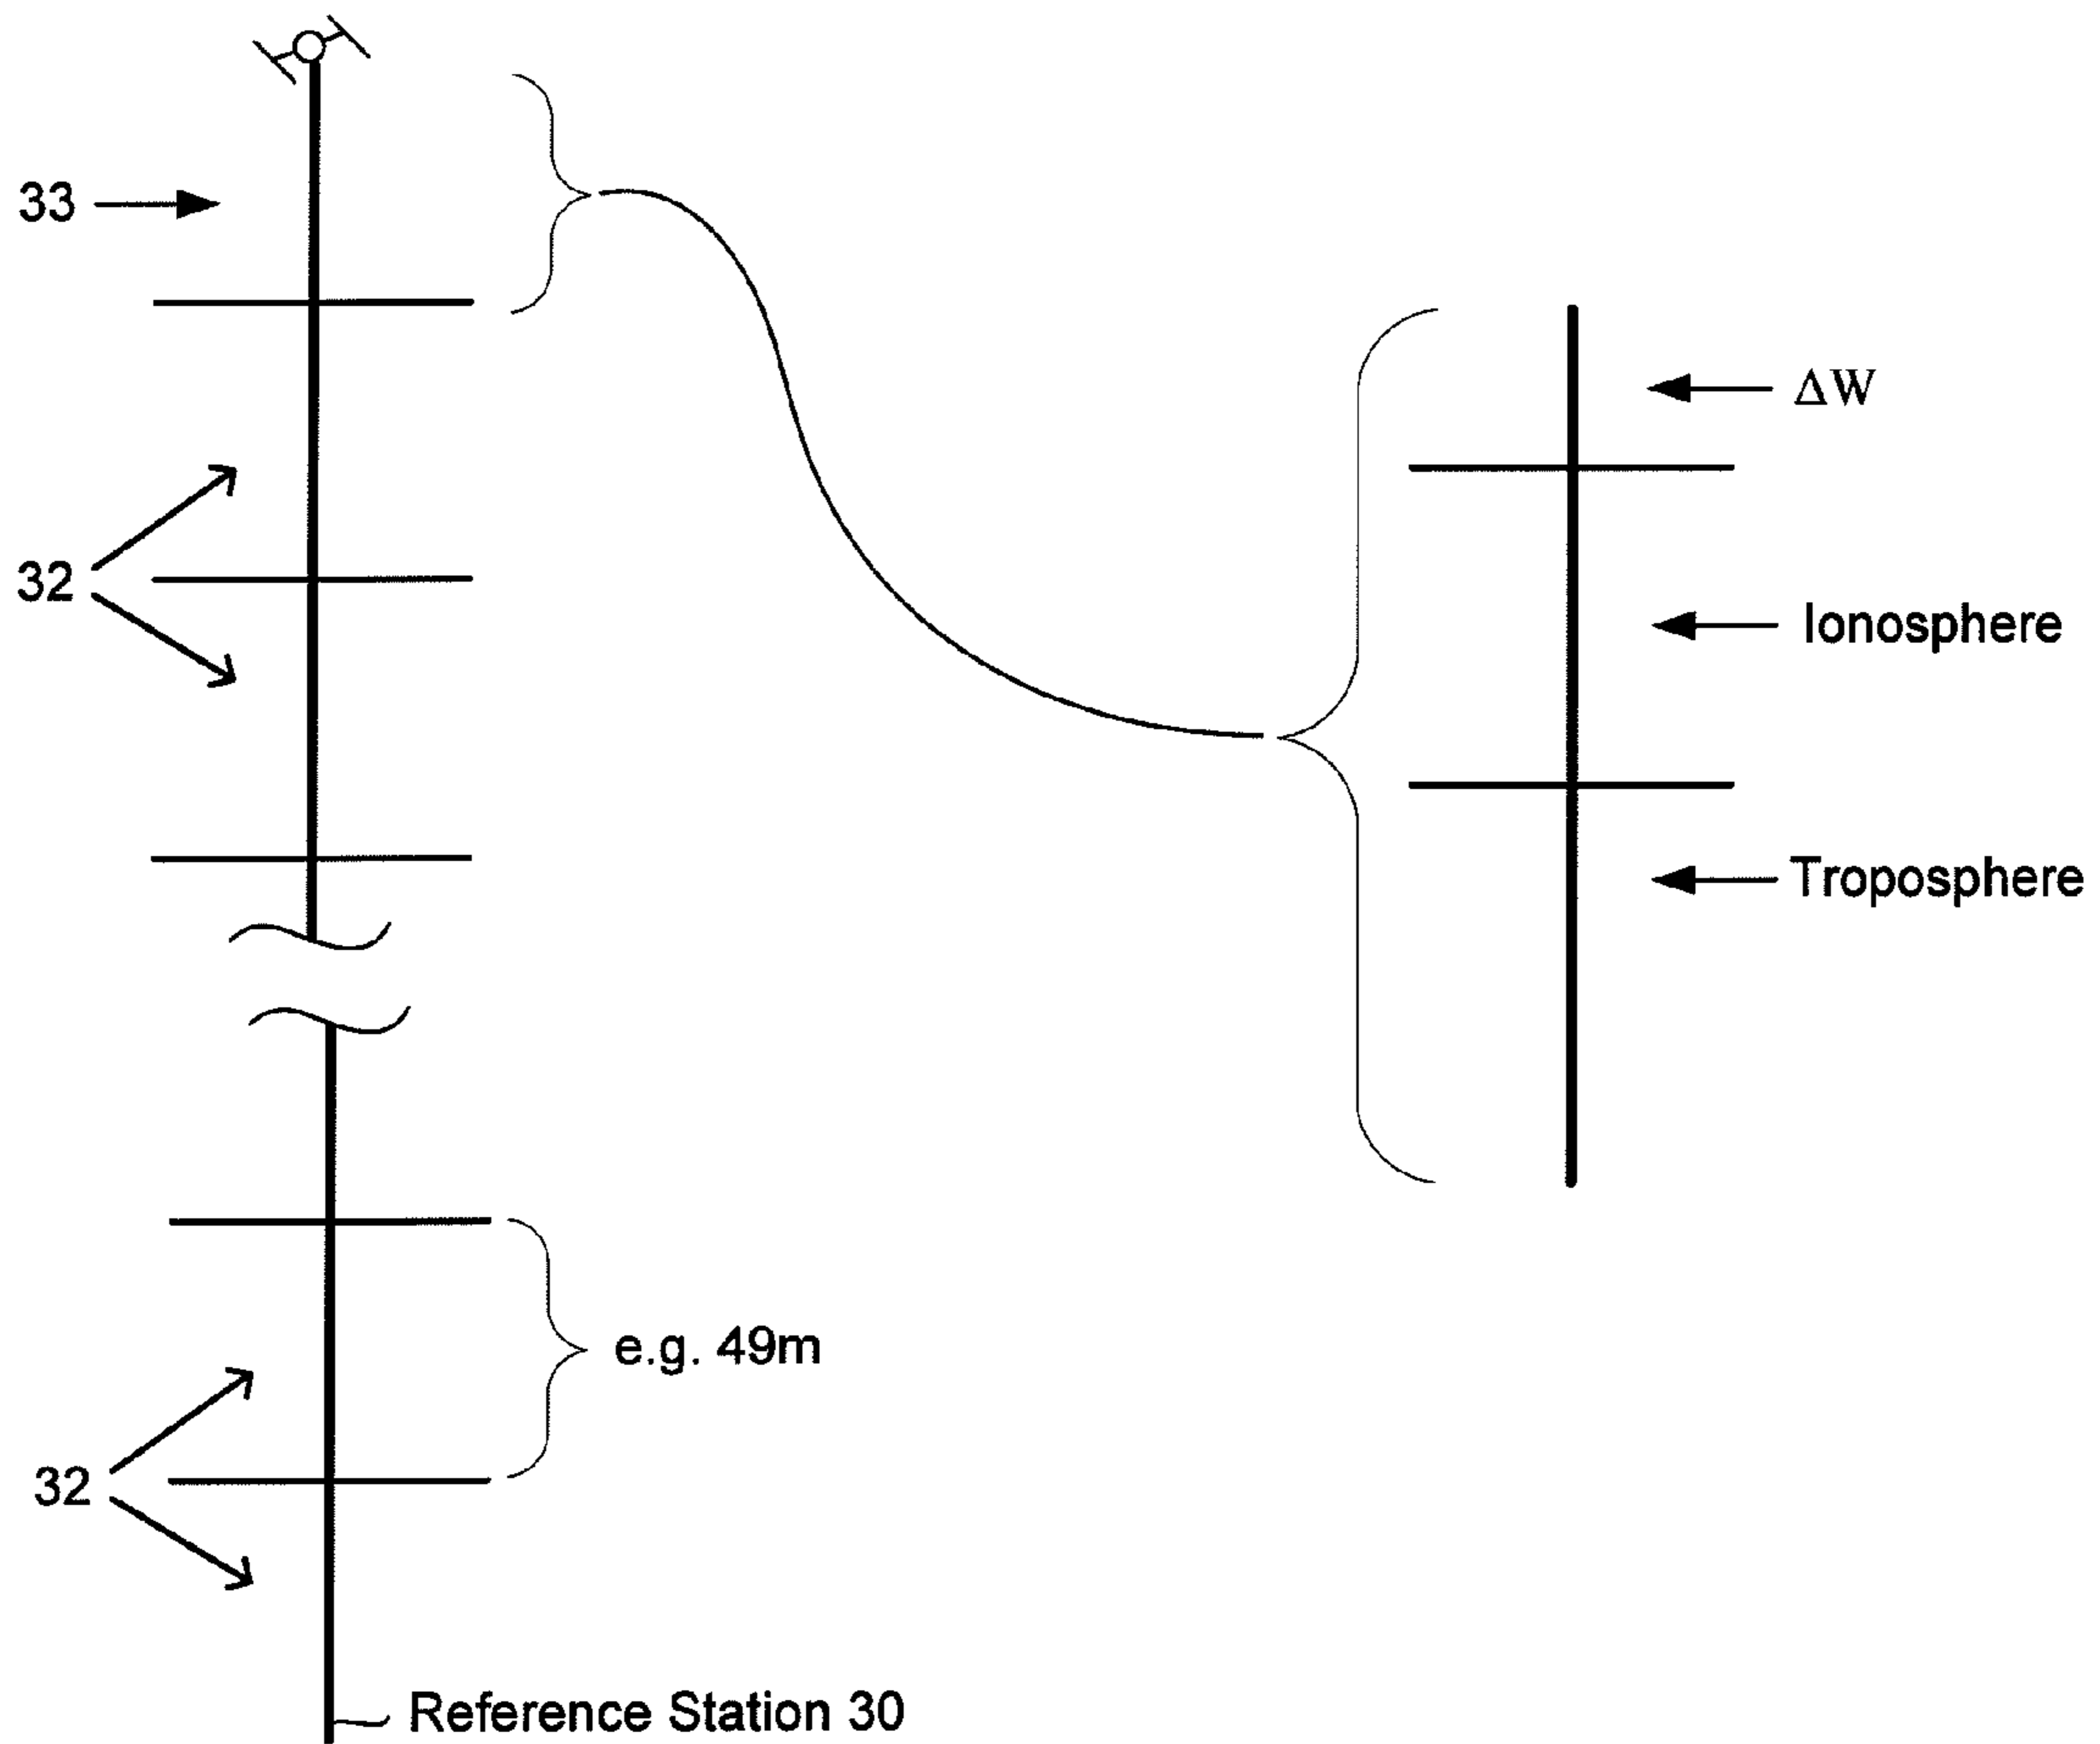 33
ΔW
32
Ionosphere
Troposphere
e.g. 49m
32
Reference Station 30